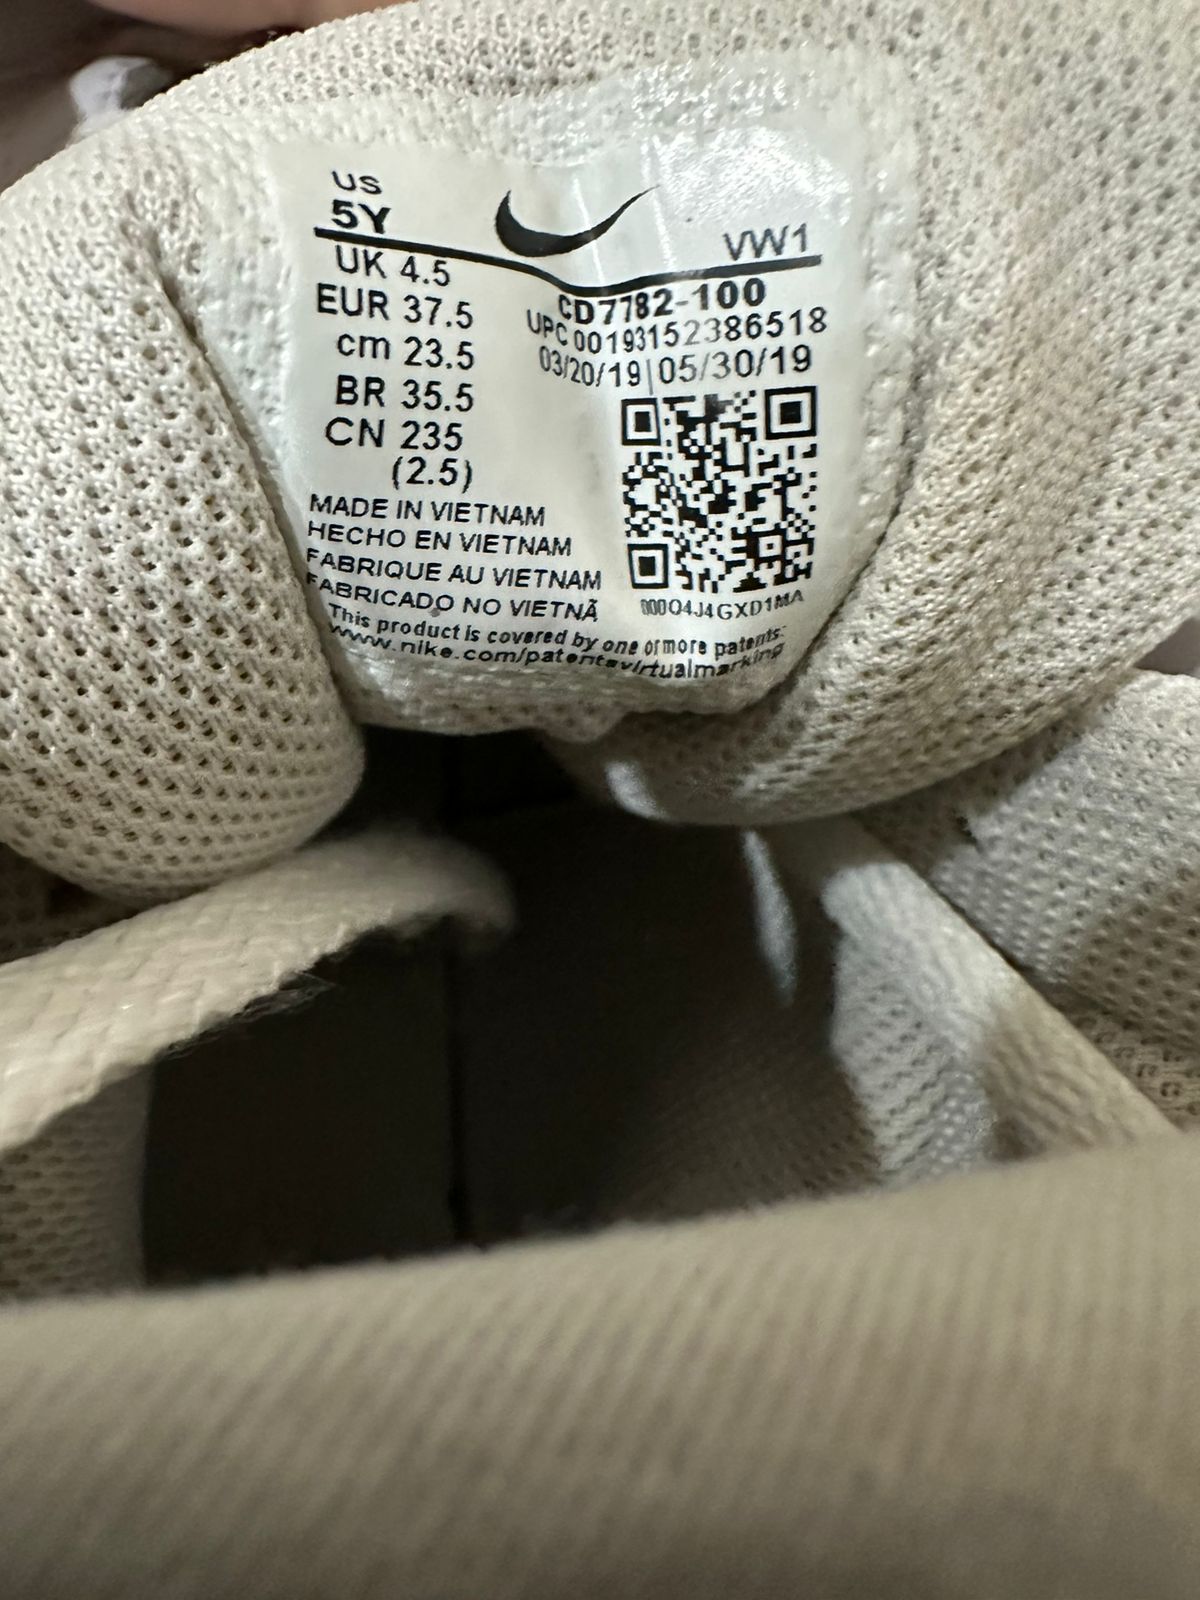 US
5Y
VW1
UK 4.5
EUR 37.5
cm 23.5
BR 35.5
CN 235
(2.5)
CD7782-100
UPC 00193152386518
03/20/19|05/30/19
MADE IN VIETNAM
HECHO EN VIETNAM
FABRIQUE AU VIETNAM
FABRICADO NO VIETNÃ
This product is covered by one or more patents:
www.nike.com/patentsvirtualmarking